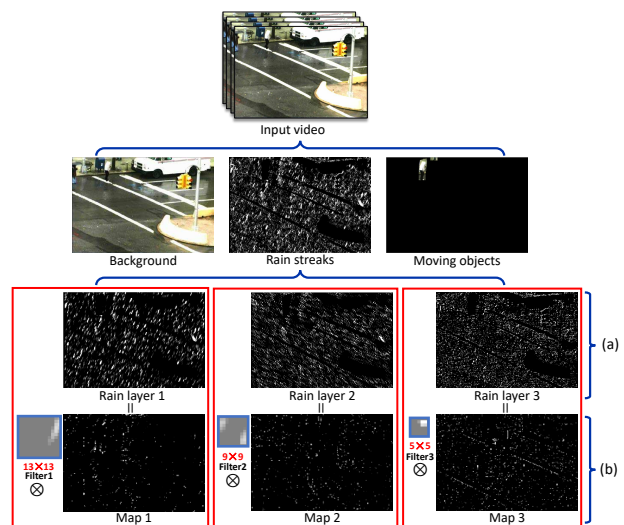 Input video
Background
Rain streaks
Moving objects
(a)
Rain layer 1
Rain layer 2
Rain layer 3
13×13
Filter1
⊗
9×9
Filter2
⊗
5×5
Filter3
⊗
(b)
Map 1
Map 2
Map 3